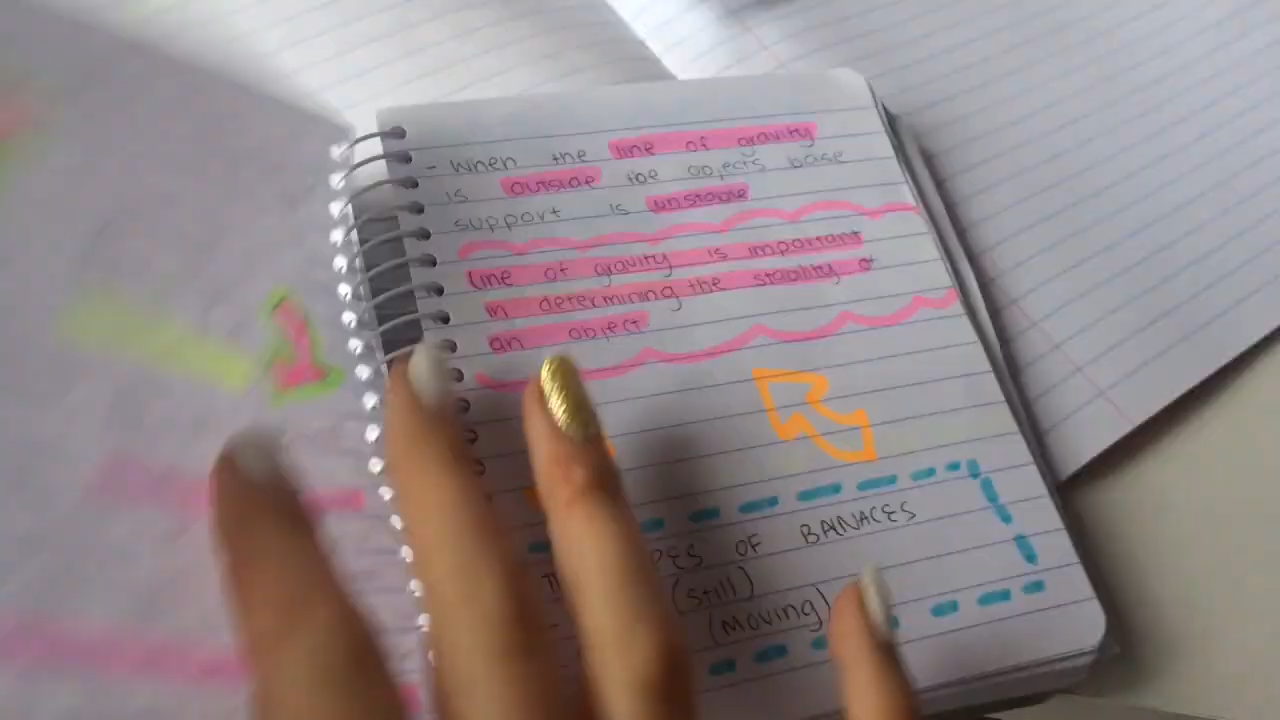 - When the line of gravity
is outside the objects base
support is unstable
line of gravity is important
in determining the stability of
an object
OF BALNACES
(still)
(moving)